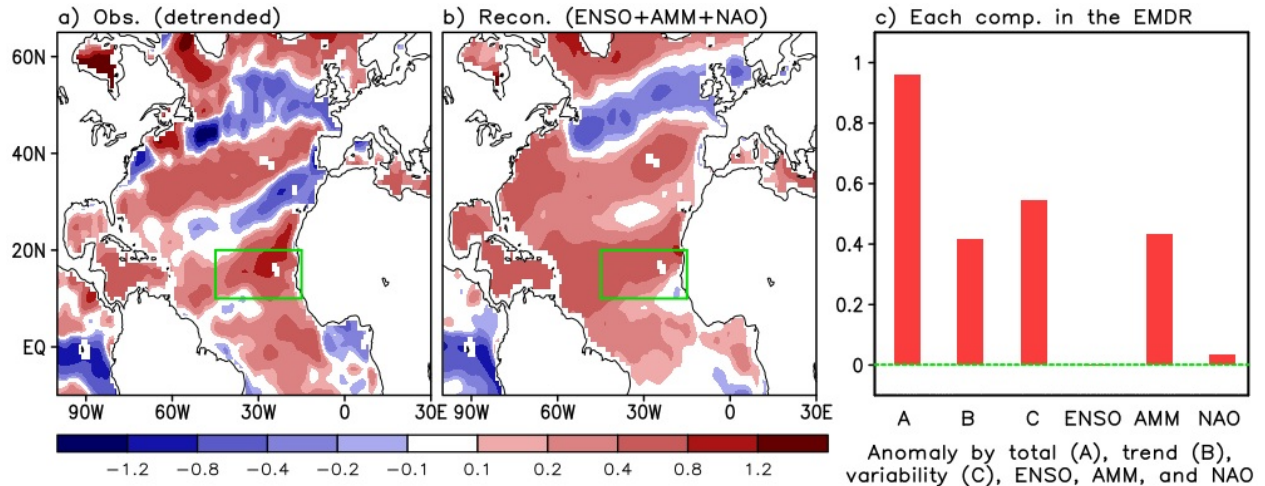 a) Obs. (detrended)
b) Recon. (ENSO+AMM+NAO)
c) Each comp. in the EMDR
60N
40N
20N
EQ
90W 60W 30W 0 30E
90W 60W 30W 0 30E
1
0.8
0.6
0.4
0.2
0
A B C ENSO AMM NAO
−1.2 −0.8 −0.4 −0.2 −0.1 0.1 0.2 0.4 0.8 1.2
Anomaly by total (A), trend (B),
variability (C), ENSO, AMM, and NAO